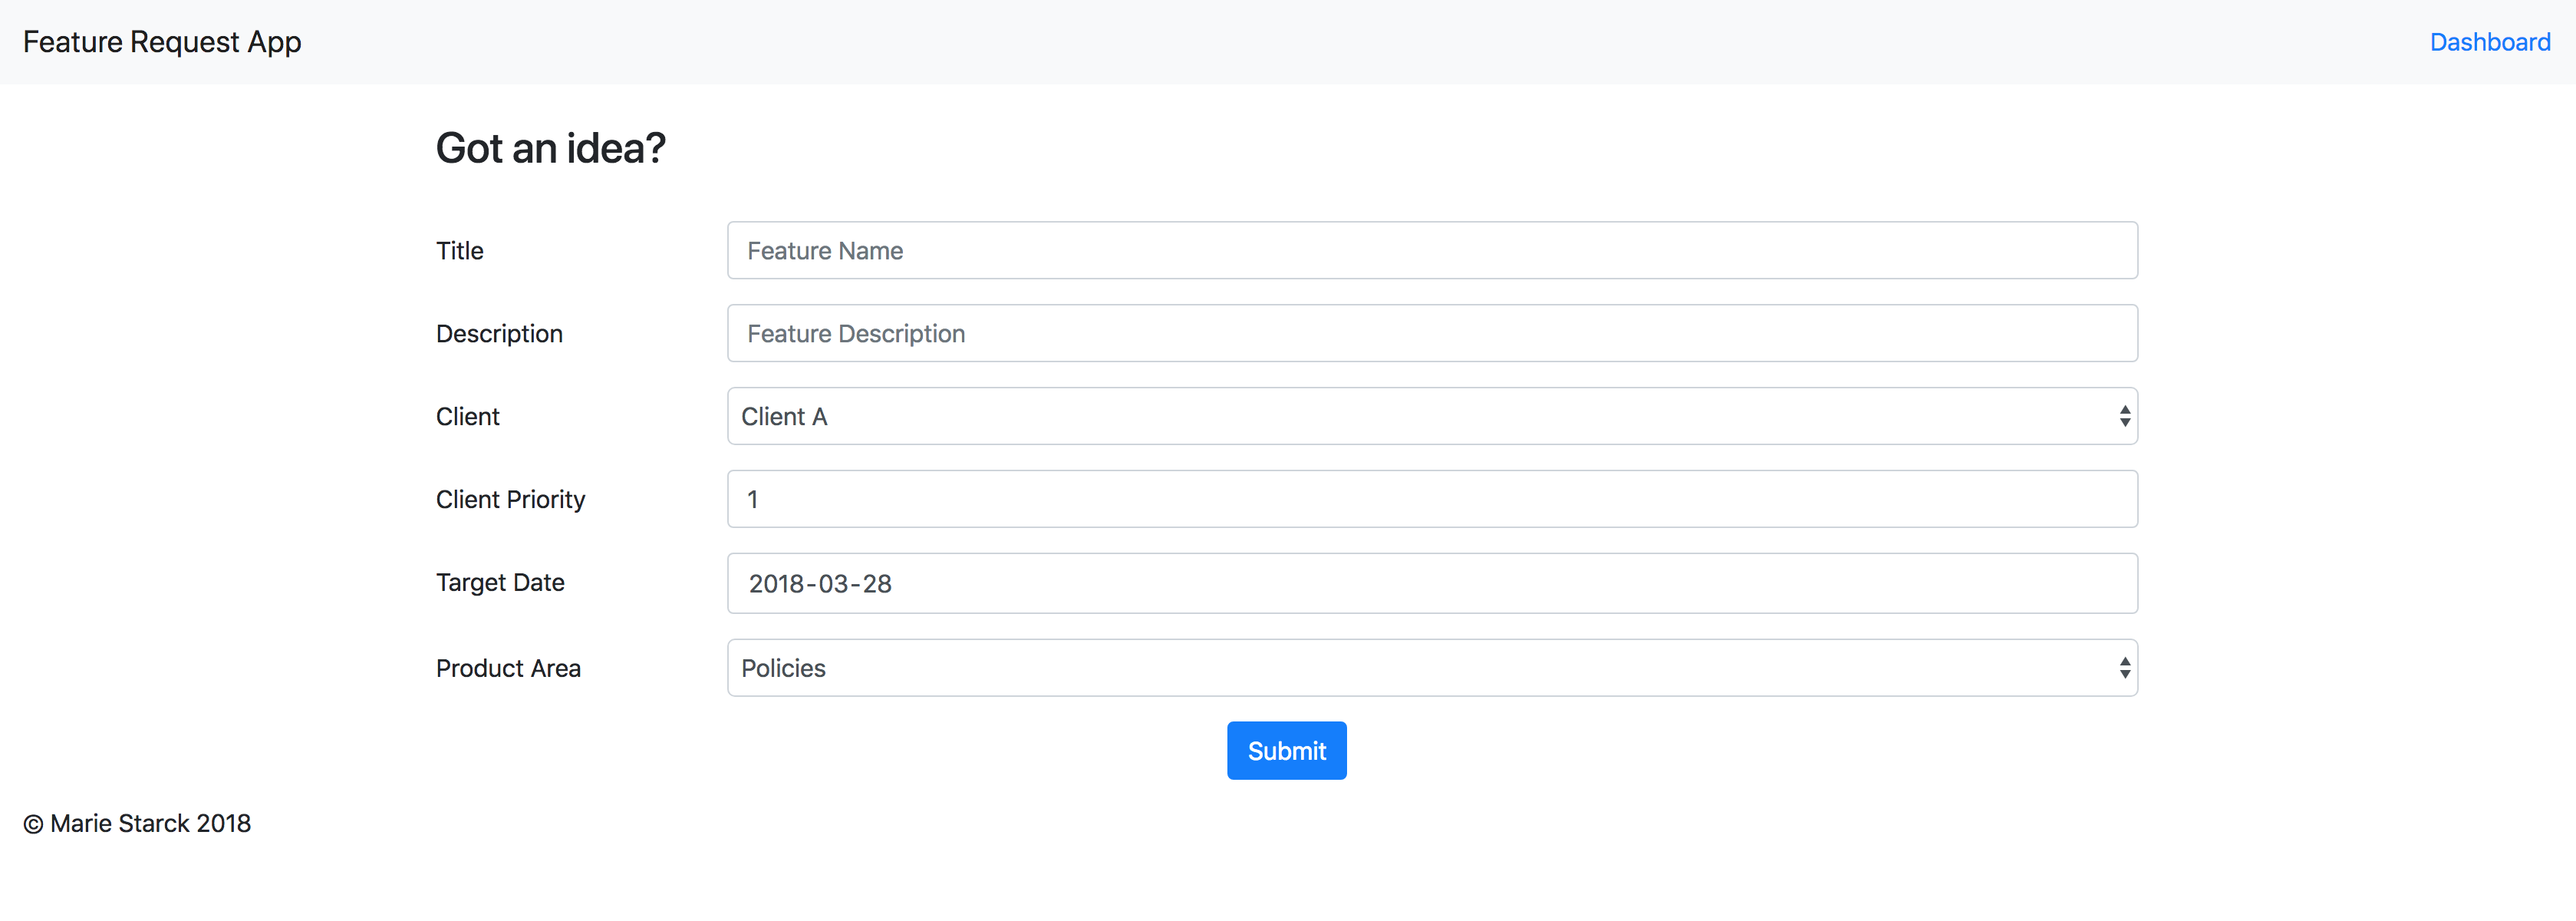 Feature Request App Dashboard
Got an idea?
Title Feature Name
Description Feature Description
Client Client A
Client Priority 1
Target Date 2018-03-28
Product Area Policies
Submit
© Marie Starck 2018